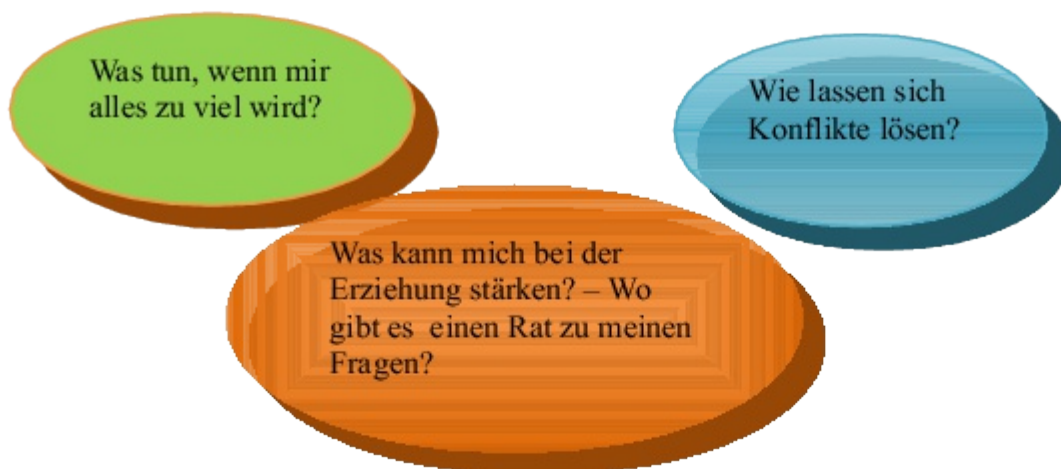 Was tun, wenn mir
alles zu viel wird?
Wie lassen sich
Konflikte lösen?
Was kann mich bei der
Erziehung stärken? – Wo
gibt es  einen Rat zu meinen
Fragen?